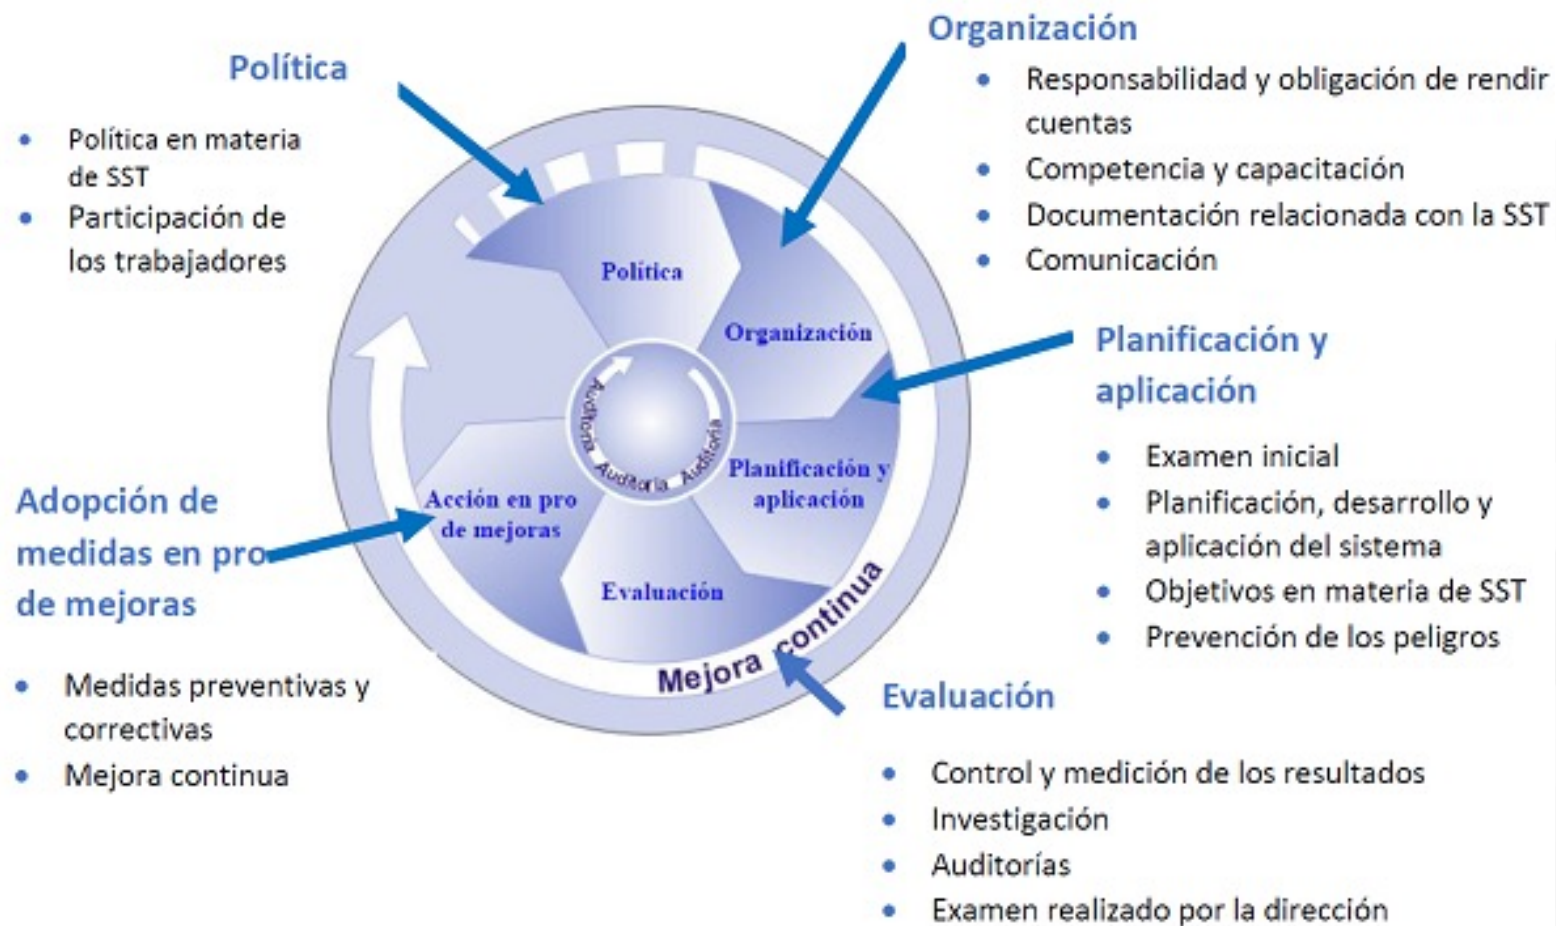 Política
• Política en materia
de SST
• Participación de
los trabajadores
Organización
• Responsabilidad y obligación de rendir
cuentas
• Competencia y capacitación
• Documentación relacionada con la SST
• Comunicación
Planificación y
aplicación
• Examen inicial
• Planificación, desarrollo y
aplicación del sistema
• Objetivos en materia de SST
• Prevención de los peligros
Evaluación
• Control y medición de los resultados
• Investigación
• Auditorías
• Examen realizado por la dirección
Adopción de
medidas en pro
de mejoras
• Medidas preventivas y
correctivas
• Mejora continua
Política
Organización
Planificación y
aplicación
Evaluación
Acción en pro
de mejoras
Auditoria Auditoria Auditoria
Mejora continua